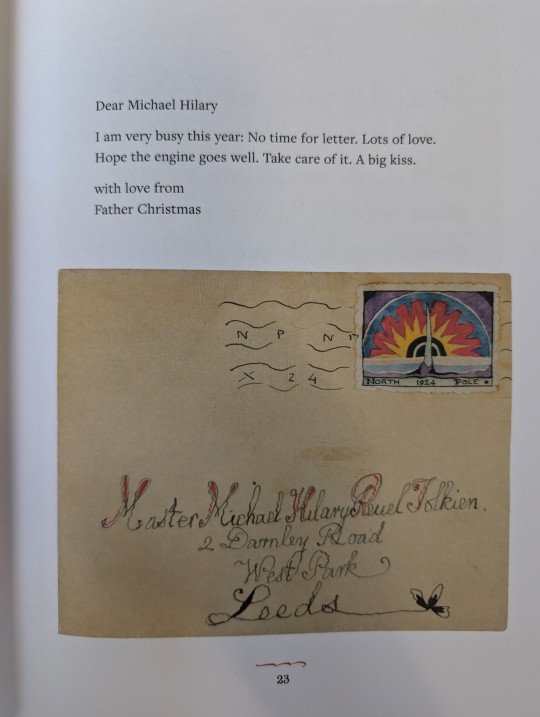 Dear Michael Hilary
I am very busy this year: No time for letter. Lots of love.
Hope the engine goes well. Take care of it. A big kiss.
with love from
Father Christmas
N P N P
X 24
NORTH 1924 POLE
Master Michael Hilary Reuel Tolkien.
2 Darnley Road
West Park
Leeds
23